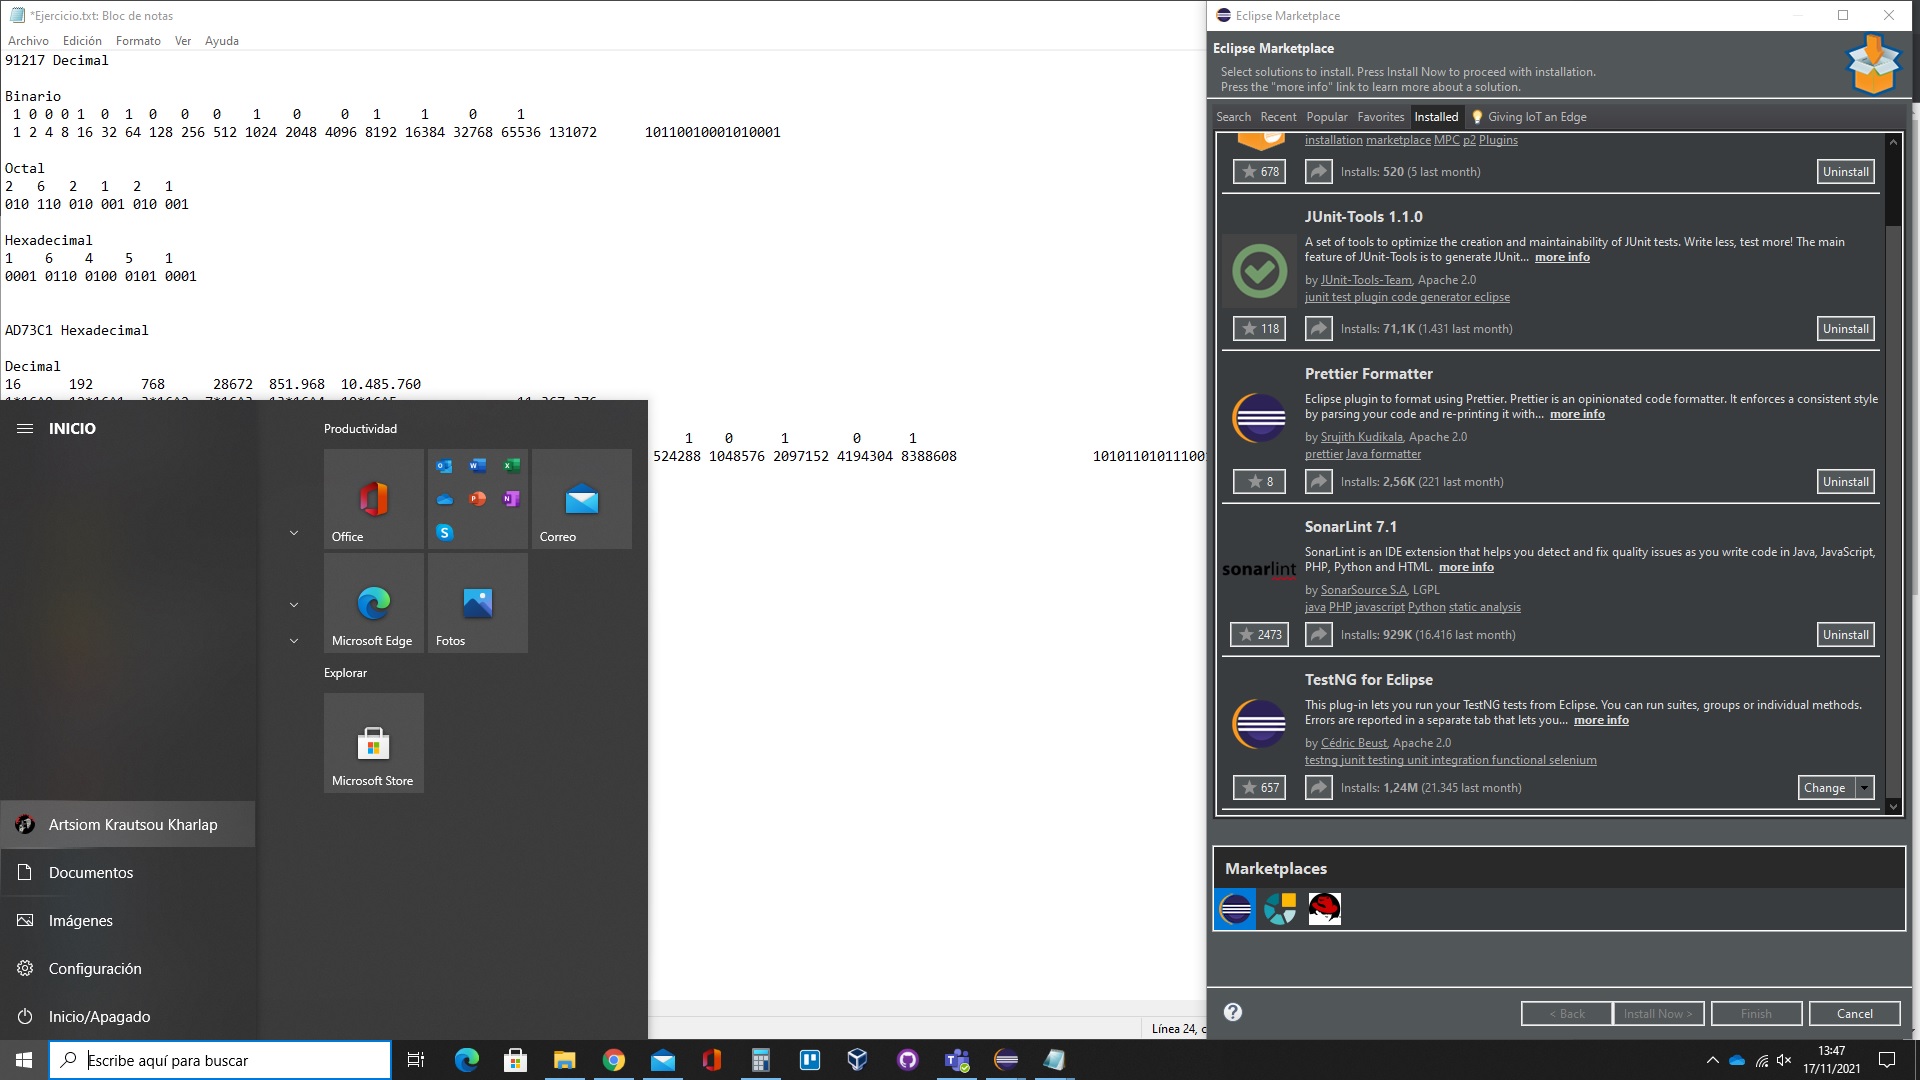 *Ejercicio.txt: Bloc de notas
Archivo Edición Formato Ver Ayuda
91217 Decimal
Binario
1 0 0 0 1 0 1 0 0 0 1 0 0 1 1 0 1
1 2 4 8 16 32 64 128 256 512 1024 2048 4096 8192 16384 32768 65536 131072 10110010001010001
Octal
2 6 2 1 2 1
010 110 010 001 010 001
Hexadecimal
1 6 4 5 1
0001 0110 0100 0101 0001
AD73C1 Hexadecimal
Decimal
16 192 768 28672 851.968 10.485.760
1 0 1 0 1
524288 1048576 2097152 4194304 8388608
Línea 24, c
INICIO
Artsiom Krautsou Kharlap
Documentos
Imágenes
Configuración
Inicio/Apagado
Productividad
Office
Correo
Microsoft Edge
Fotos
Explorar
Microsoft Store
Escribe aquí para buscar
13:47
17/11/2021
Eclipse Marketplace
Eclipse Marketplace
Select solutions to install. Press Install Now to proceed with installation.
Press the "more info" link to learn more about a solution.
Search Recent Popular Favorites Installed Giving IoT an Edge
installation marketplace MPC p2 Plugins
678 Installs: 520 (5 last month) Uninstall
JUnit-Tools 1.1.0
A set of tools to optimize the creation and maintainability of JUnit tests. Write less, test more! The main
feature of JUnit-Tools is to generate JUnit... more info
by JUnit-Tools-Team, Apache 2.0
junit test plugin code generator eclipse
118 Installs: 71,1K (1.431 last month) Uninstall
Prettier Formatter
Eclipse plugin to format using Prettier. Prettier is an opinionated code formatter. It enforces a consistent style
by parsing your code and re-printing it with... more info
by Srujith Kudikala, Apache 2.0
prettier Java formatter
8 Installs: 2,56K (221 last month) Uninstall
SonarLint 7.1
sonarlint
SonarLint is an IDE extension that helps you detect and fix quality issues as you write code in Java, JavaScript,
PHP, Python and HTML. more info
by SonarSource S.A, LGPL
java PHP javascript Python static analysis
2473 Installs: 929K (16.416 last month) Uninstall
TestNG for Eclipse
This plug-in lets you run your TestNG tests from Eclipse. You can run suites, groups or individual methods.
Errors are reported in a separate tab that lets you... more info
by Cédric Beust, Apache 2.0
testng junit testing unit integration functional selenium
657 Installs: 1,24M (21.345 last month) Change
Marketplaces
< Back Install Now > Finish Cancel